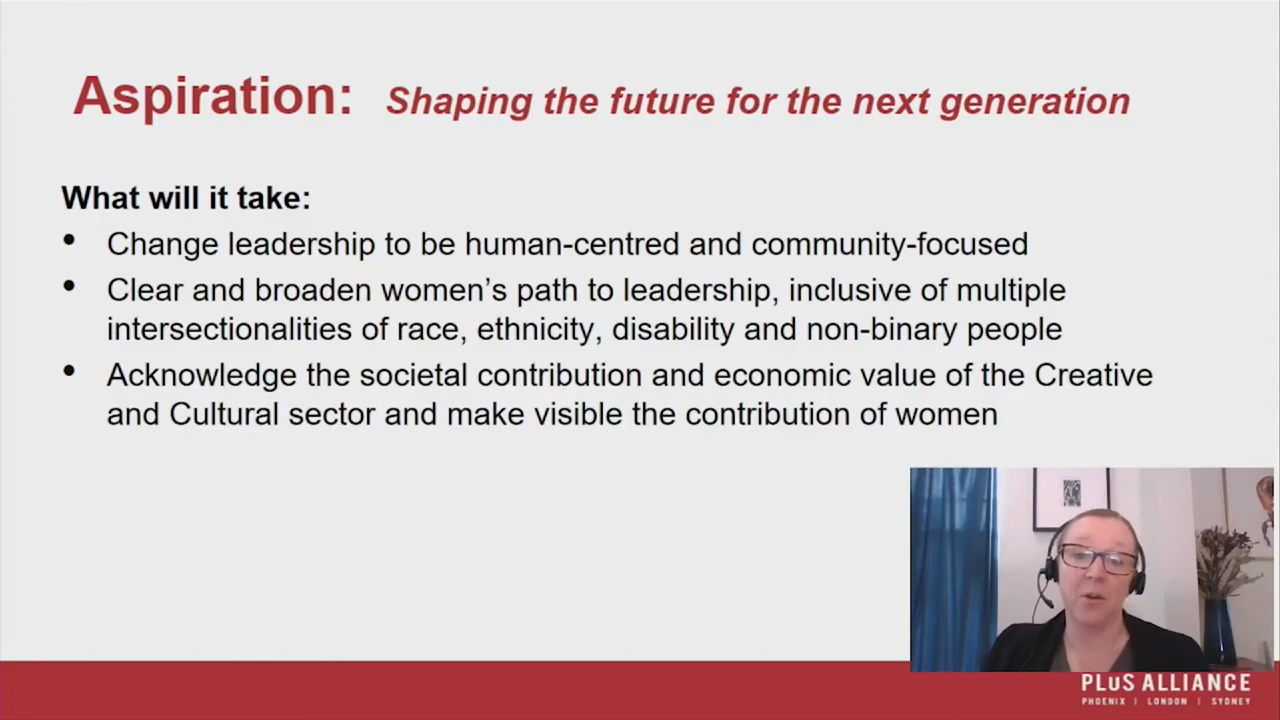 Aspiration: Shaping the future for the next generation
What will it take:
• Change leadership to be human-centred and community-focused
• Clear and broaden women’s path to leadership, inclusive of multiple
intersectionalities of race, ethnicity, disability and non-binary people
• Acknowledge the societal contribution and economic value of the Creative
and Cultural sector and make visible the contribution of women
PLuS ALLIANCE
PHOENIX | LONDON | SYDNEY